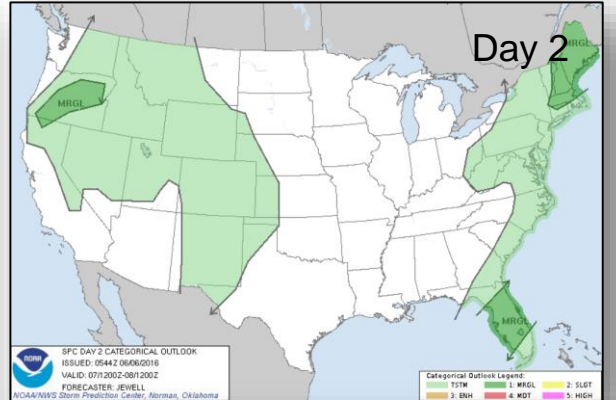 Day 2
MRGL
MRGL
MRGL
NOAA
SPC DAY 2 CATEGORICAL OUTLOOK
ISSUED: 0544Z 06/06/2016
VALID: 07/1200Z-08/1200Z
FORECASTER: JEWELL
NOAA/NWS Storm Prediction Center, Norman, Oklahoma
Categorical Outlook Legend:
TSTM 1: MRGL 2: SLGT
3: ENH 4: MDT 5: HIGH